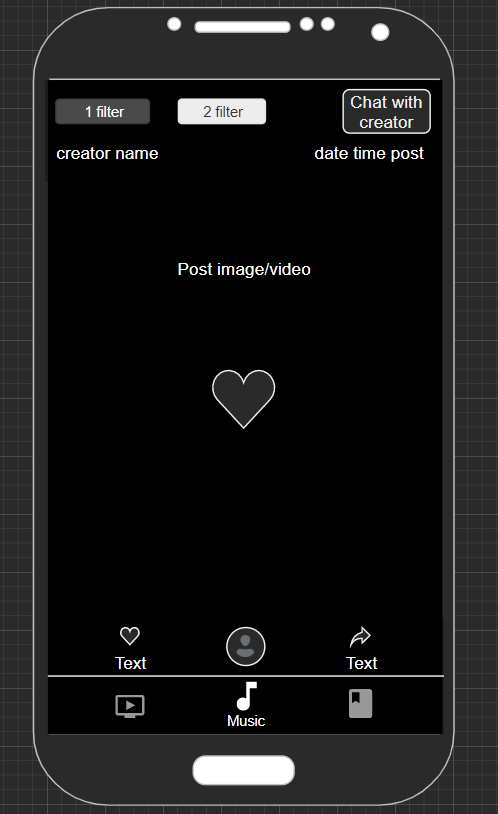 1 filter
2 filter
Chat with
creator
creator name
date time post
Post image/video
Text
Text
Music